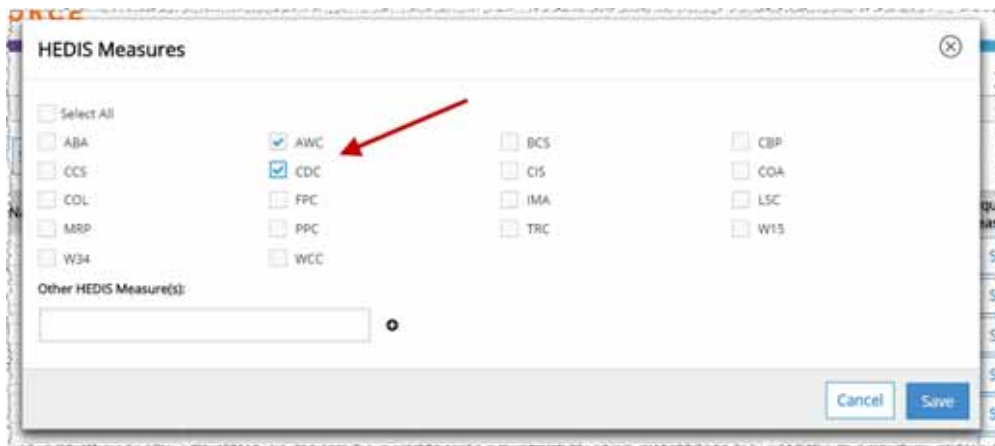 HEDIS Measures
Select All
ABA AWC BCS CBP
CCS CDC CIS COA
COL FPC IMA LSC
MRP PPC TRC W15
W34 WCC
Other HEDIS Measure(s):
Cancel Save